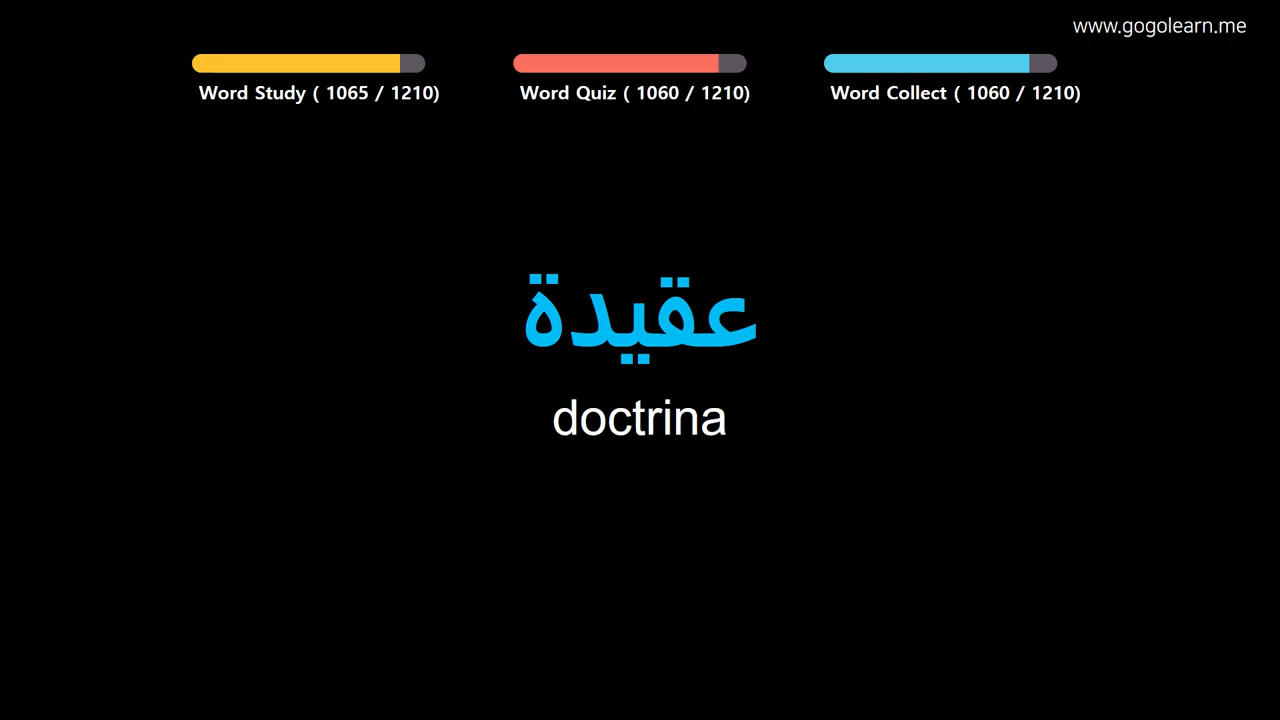 www.gogolearn.me
Word Study ( 1065 / 1210)
Word Quiz ( 1060 / 1210)
Word Collect ( 1060 / 1210)
عقيدة
doctrina